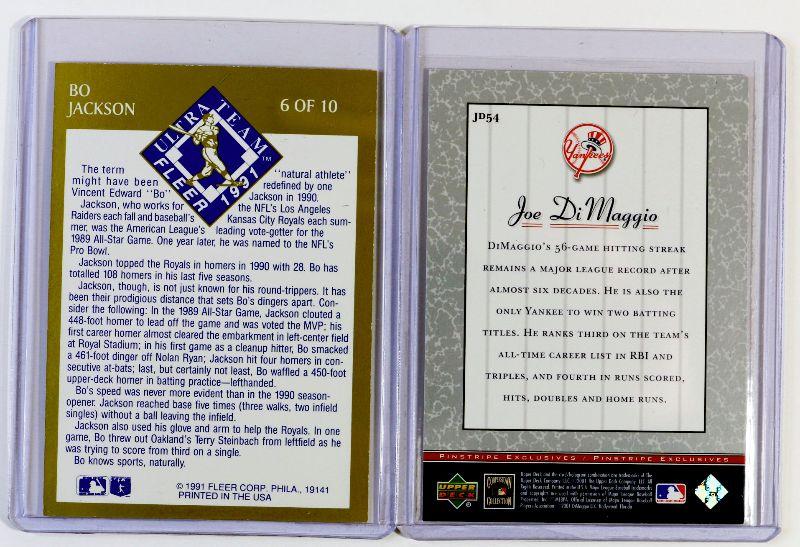 BO
JACKSON
6 OF 10
ULTRA TEAM
FLEER 1991
TM
The term "natural athlete"
might have been redefined by one
Vincent Edward "Bo" Jackson in 1990.
Jackson, who works for the NFL's Los Angeles
Raiders each fall and baseball's Kansas City Royals each sum-
mer, was the American League's leading vote-getter for the
1989 All-Star Game. One year later, he was named to the NFL's
Pro Bowl.
Jackson topped the Royals in homers in 1990 with 28. Bo has
totalled 108 homers in his last five seasons.
Jackson, though, is not just known for his round-trippers. It has
been their prodigious distance that sets Bo's dingers apart. Con-
sider the following: In the 1989 All-Star Game, Jackson clouted a
448-foot homer to lead off the game and was voted the MVP; his
first career homer almost cleared the embarkment in left-center field
at Royal Stadium; in his first game as a cleanup hitter, Bo smacked
a 461-foot dinger off Nolan Ryan; Jackson hit four homers in con-
secutive at-bats; last, but certainly not least, Bo waffled a 450-foot
upper-deck homer in batting practice—lefthanded.
Bo's speed was never more evident than in the 1990 season-
opener. Jackson reached base five times (three walks, two infield
singles) without a ball leaving the infield.
Jackson also used his glove and arm to help the Royals. In one
game, Bo threw out Oakland's Terry Steinbach from leftfield as he
was trying to score from third on a single.
Bo knows sports, naturally.
© 1991 FLEER CORP. PHILA., 19141
PRINTED IN THE USA
JD54
Yankees
Joe DiMaggio
DiMaggio's 56-game hitting streak
remains a major league record after
almost six decades. He is also the
only Yankee to win two batting
titles. He ranks third on the team's
all-time career list in RBI and
triples, and fourth in runs scored,
hits, doubles and home runs.
Pinstripe Exclusives / Pinstripe Exclusives
UPPER
DECK
COOPERSTOWN
COLLECTION